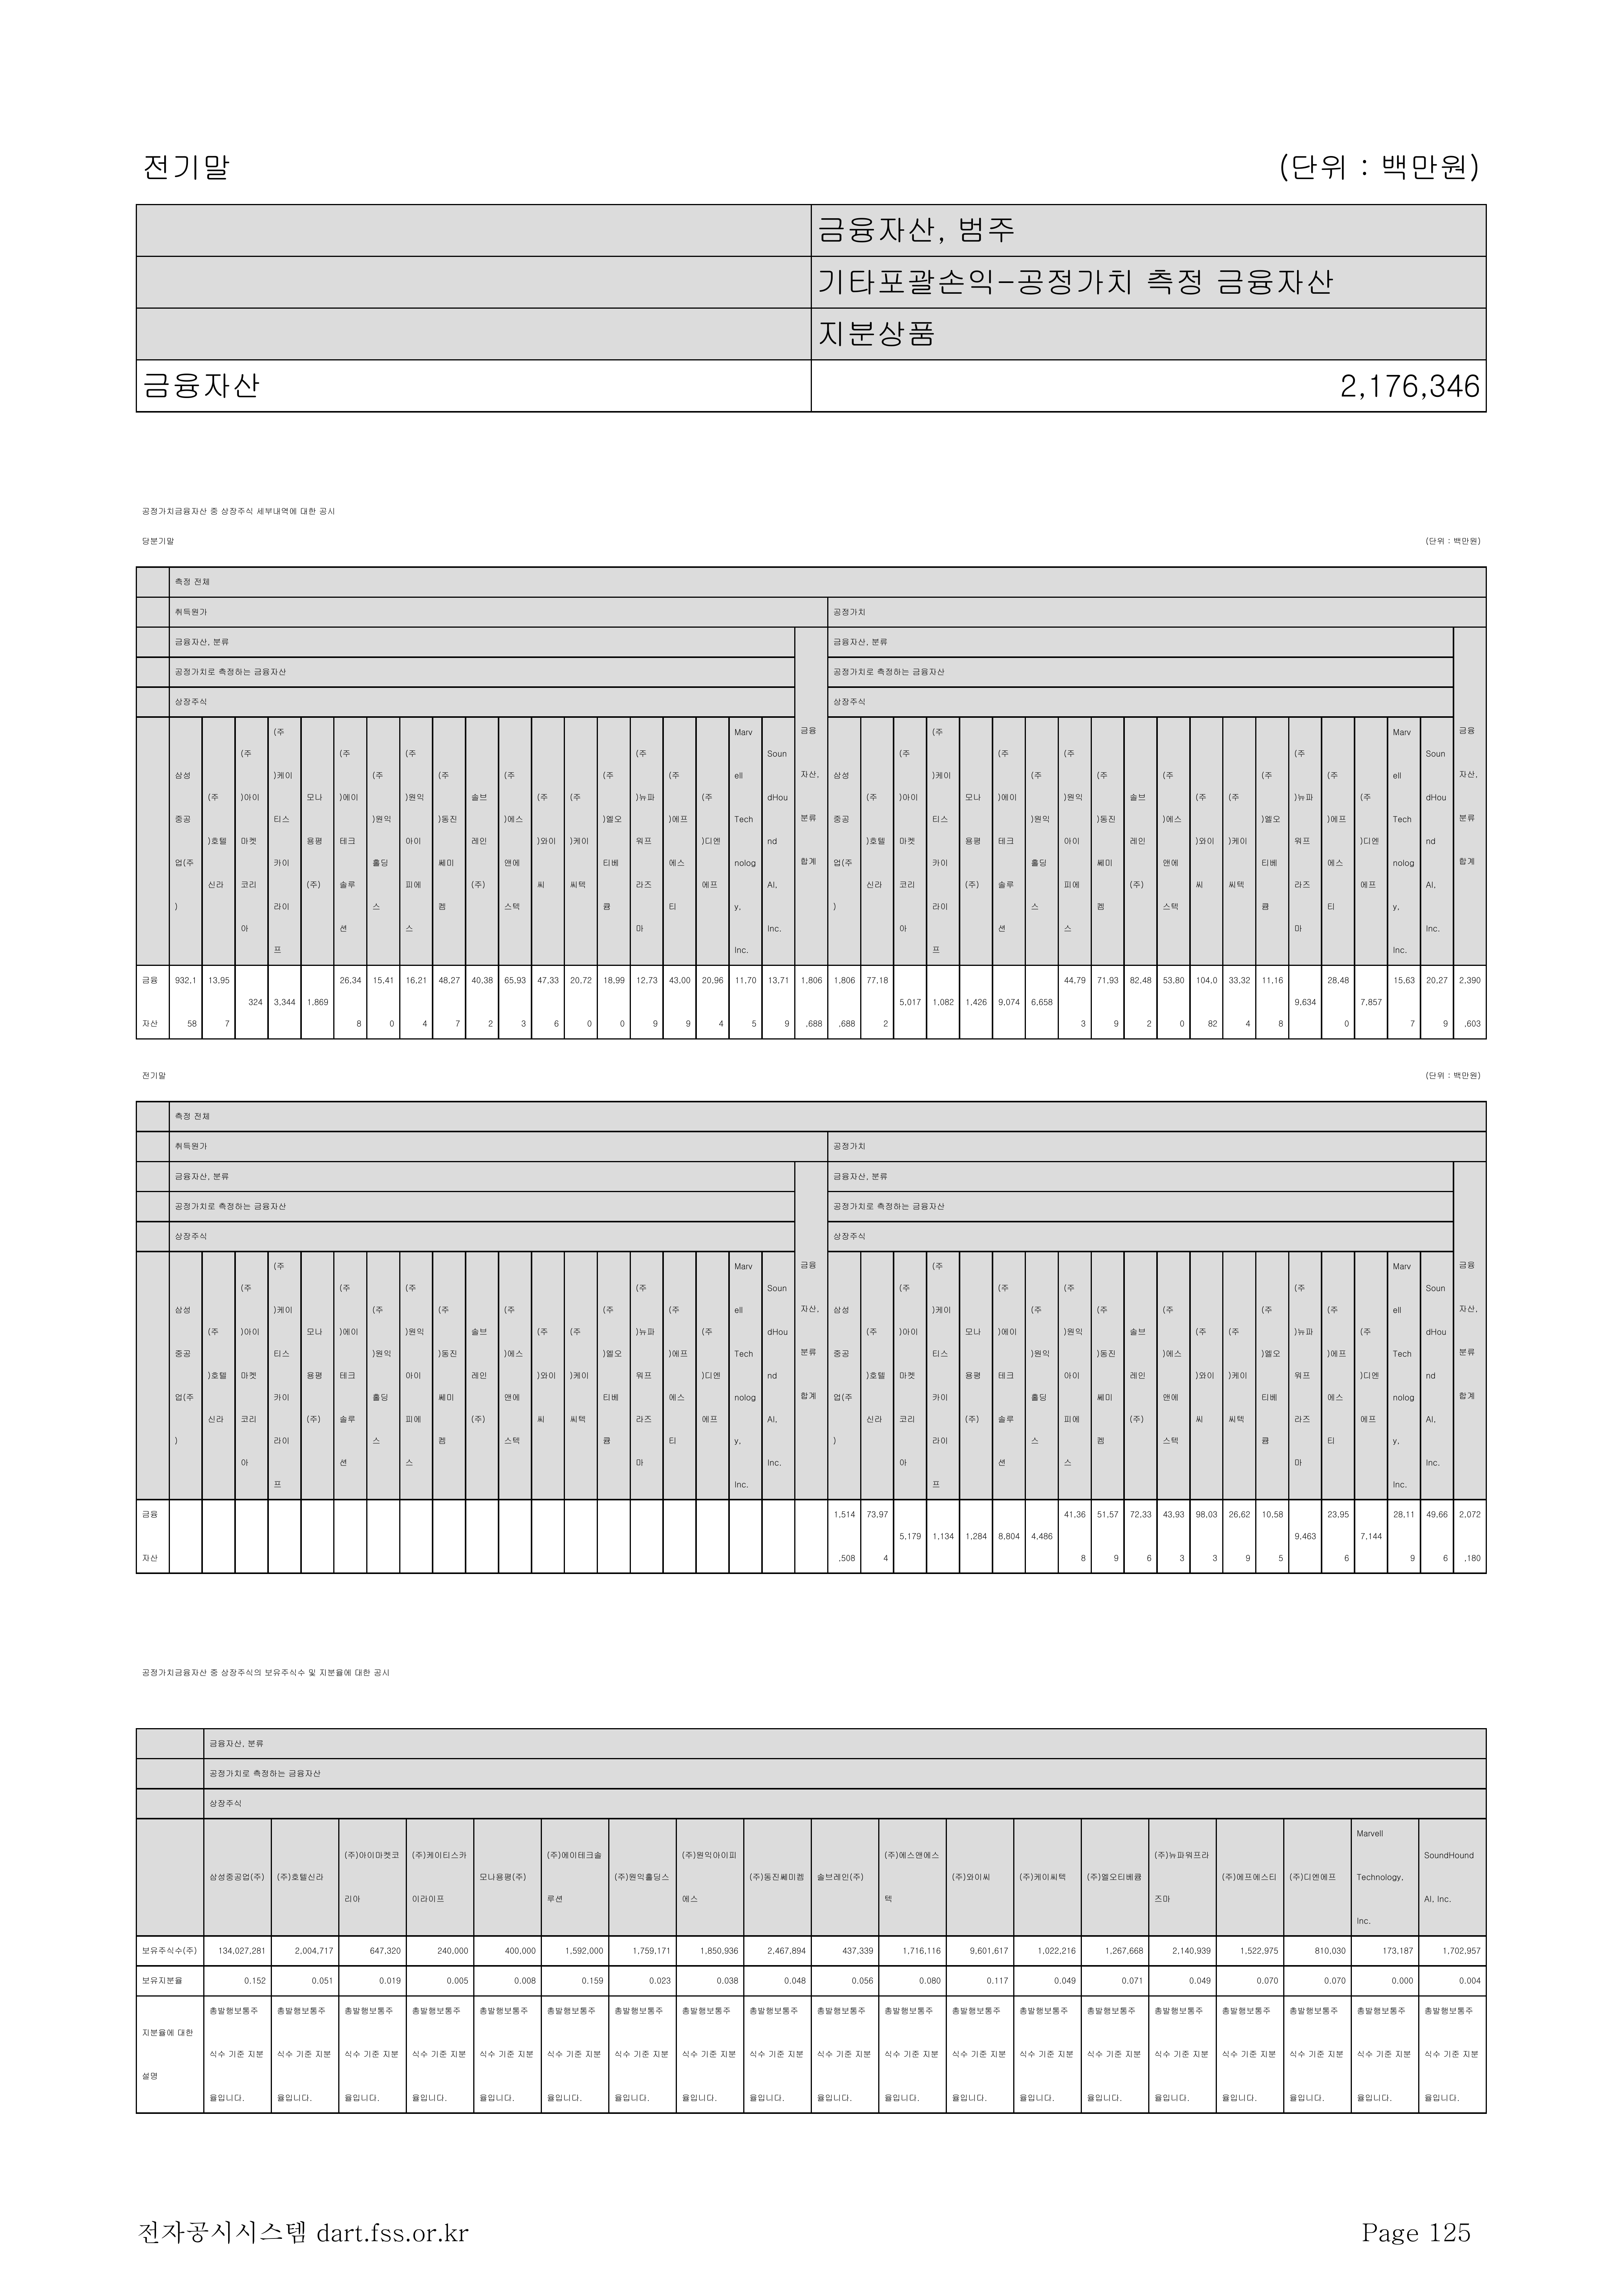 전기말 (단위 : 백만원)
금융자산, 범주
기타포괄손익-공정가치 측정 금융자산
지분상품
금융자산 2,176,346
공정가치금융자산 중 상장주식 세부내역에 대한 공시
당분기말 (단위 : 백만원)
측정 전체
취득원가 공정가치
금융자산, 분류 금융자산, 분류
공정가치로 측정하는 금융자산 공정가치로 측정하는 금융자산
상장주식 상장주식
삼성중공업(주) (주)호텔신라 (주)아이마켓코리아 (주)케이티스카이라이프 모나용평(주) (주)에이테크솔루션 (주)원익홀딩스 (주)원익아이피에스 (주)동진쎄미켐 솔브레인(주) (주)에스앤에스텍 (주)와이씨 (주)케이씨텍 (주)엘오티베큠 (주)뉴파워프라즈마 (주)에프에스티 (주)디엔에프 Marvell Technology, Inc. SoundHound AI, Inc. 금융자산, 분류 합계 삼성중공업(주) (주)호텔신라 (주)아이마켓코리아 (주)케이티스카이라이프 모나용평(주) (주)에이테크솔루션 (주)원익홀딩스 (주)원익아이피에스 (주)동진쎄미켐 솔브레인(주) (주)에스앤에스텍 (주)와이씨 (주)케이씨텍 (주)엘오티베큠 (주)뉴파워프라즈마 (주)에프에스티 (주)디엔에프 Marvell Technology, Inc. SoundHound AI, Inc. 금융자산, 분류 합계
금융자산 932,158 13,957 324 3,344 1,869 26,348 15,410 16,214 48,277 40,382 65,933 47,336 20,720 18,990 12,739 43,009 20,964 11,705 13,719 1,806,688 1,806,688 77,182 5,017 1,082 1,426 9,074 6,658 44,793 71,939 82,482 53,800 104,082 33,324 11,168 9,634 28,480 7,857 15,637 20,279 2,390,603
전기말 (단위 : 백만원)
측정 전체
취득원가 공정가치
금융자산, 분류 금융자산, 분류
공정가치로 측정하는 금융자산 공정가치로 측정하는 금융자산
상장주식 상장주식
삼성중공업(주) (주)호텔신라 (주)아이마켓코리아 (주)케이티스카이라이프 모나용평(주) (주)에이테크솔루션 (주)원익홀딩스 (주)원익아이피에스 (주)동진쎄미켐 솔브레인(주) (주)에스앤에스텍 (주)와이씨 (주)케이씨텍 (주)엘오티베큠 (주)뉴파워프라즈마 (주)에프에스티 (주)디엔에프 Marvell Technology, Inc. SoundHound AI, Inc. 금융자산, 분류 합계 삼성중공업(주) (주)호텔신라 (주)아이마켓코리아 (주)케이티스카이라이프 모나용평(주) (주)에이테크솔루션 (주)원익홀딩스 (주)원익아이피에스 (주)동진쎄미켐 솔브레인(주) (주)에스앤에스텍 (주)와이씨 (주)케이씨텍 (주)엘오티베큠 (주)뉴파워프라즈마 (주)에프에스티 (주)디엔에프 Marvell Technology, Inc. SoundHound AI, Inc. 금융자산, 분류 합계
금융자산 1,514,508 73,974 5,179 1,134 1,284 8,804 4,486 41,368 51,579 72,336 43,933 98,033 26,629 10,585 9,463 23,956 7,144 28,119 49,666 2,072,180
공정가치금융자산 중 상장주식의 보유주식수 및 지분율에 대한 공시
금융자산, 분류
공정가치로 측정하는 금융자산
상장주식
삼성중공업(주) (주)호텔신라 (주)아이마켓코리아 (주)케이티스카이라이프 모나용평(주) (주)에이테크솔루션 (주)원익홀딩스 (주)원익아이피에스 (주)동진쎄미켐 솔브레인(주) (주)에스앤에스텍 (주)와이씨 (주)케이씨텍 (주)엘오티베큠 (주)뉴파워프라즈마 (주)에프에스티 (주)디엔에프 Marvell Technology, Inc. SoundHound AI, Inc.
보유주식수(주) 134,027,281 2,004,717 647,320 240,000 400,000 1,592,000 1,759,171 1,850,936 2,467,894 437,339 1,716,116 9,601,617 1,022,216 1,267,668 2,140,939 1,522,975 810,030 173,187 1,702,957
보유지분율 0.152 0.051 0.019 0.005 0.008 0.159 0.023 0.038 0.048 0.056 0.080 0.117 0.049 0.071 0.049 0.070 0.070 0.000 0.004
지분율에 대한 설명 총발행보통주식수 기준 지분율입니다. 총발행보통주식수 기준 지분율입니다. 총발행보통주식수 기준 지분율입니다. 총발행보통주식수 기준 지분율입니다. 총발행보통주식수 기준 지분율입니다. 총발행보통주식수 기준 지분율입니다. 총발행보통주식수 기준 지분율입니다. 총발행보통주식수 기준 지분율입니다. 총발행보통주식수 기준 지분율입니다. 총발행보통주식수 기준 지분율입니다. 총발행보통주식수 기준 지분율입니다. 총발행보통주식수 기준 지분율입니다. 총발행보통주식수 기준 지분율입니다. 총발행보통주식수 기준 지분율입니다. 총발행보통주식수 기준 지분율입니다. 총발행보통주식수 기준 지분율입니다. 총발행보통주식수 기준 지분율입니다. 총발행보통주식수 기준 지분율입니다. 총발행보통주식수 기준 지분율입니다.
전자공시시스템 dart.fss.or.kr Page 125